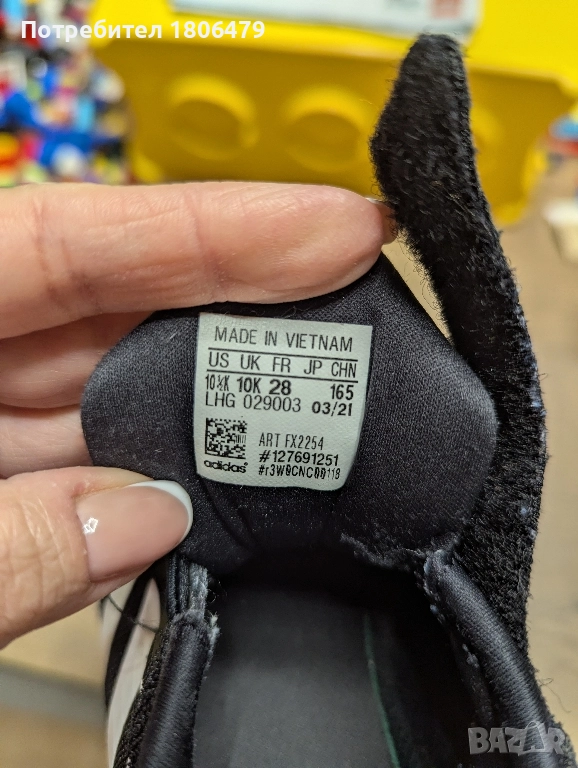 Потребител 1806479
MADE IN VIETNAM
US UK FR JP CHN
10½K 10K 28 165
LHG 029003 03/21
ART FX2254
#127691251
adidas #r3W0CNC00118
BAZAR